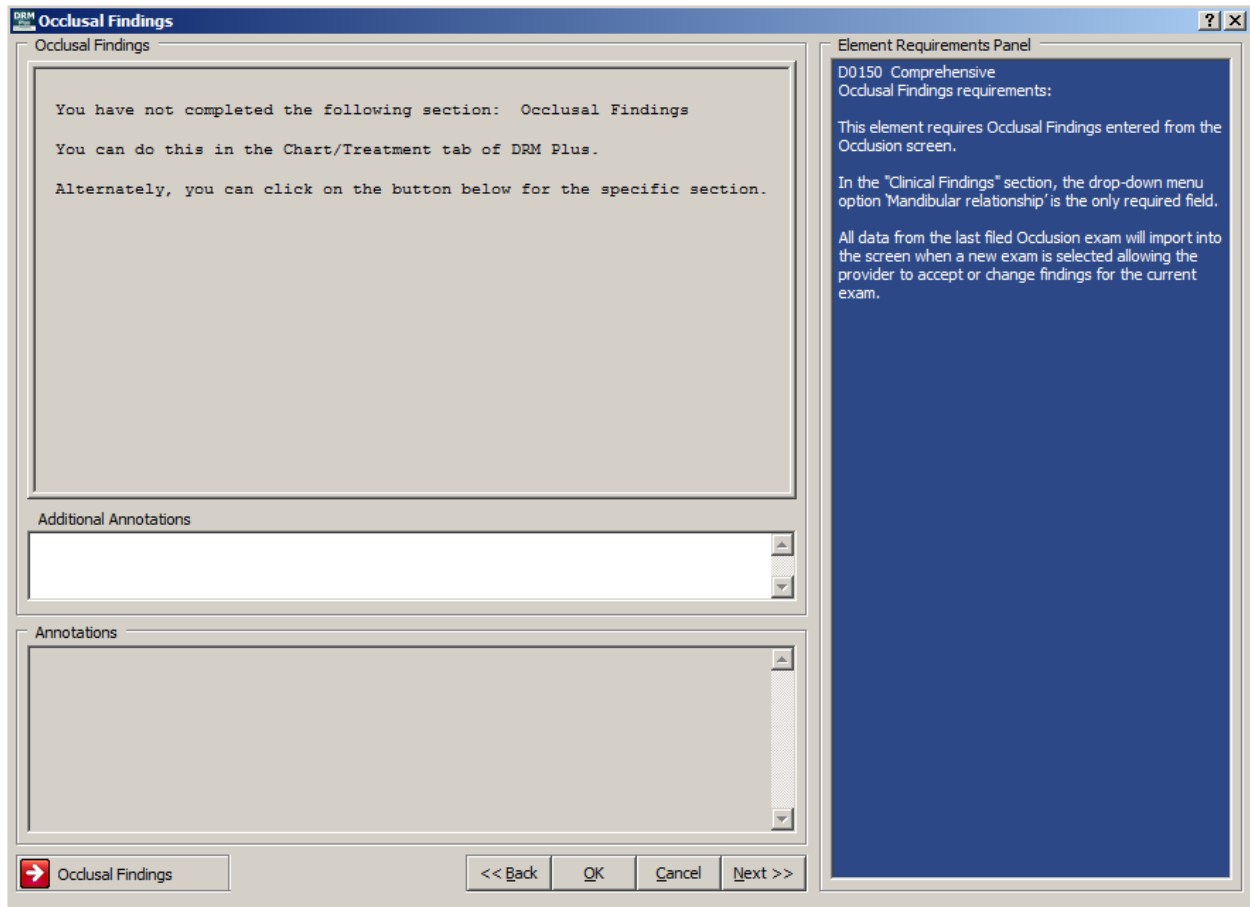 DRM Plus Occlusal Findings
Occlusal Findings
You have not completed the following section:  Occlusal Findings
You can do this in the Chart/Treatment tab of DRM Plus.
Alternately, you can click on the button below for the specific section.
Additional Annotations
Annotations
Occlusal Findings
<< Back
OK
Cancel
Next >>
Element Requirements Panel
D0150  Comprehensive
Occlusal Findings requirements:
This element requires Occlusal Findings entered from the
Occlusion screen.
In the "Clinical Findings" section, the drop-down menu
option 'Mandibular relationship' is the only required field.
All data from the last filed Occlusion exam will import into
the screen when a new exam is selected allowing the
provider to accept or change findings for the current
exam.